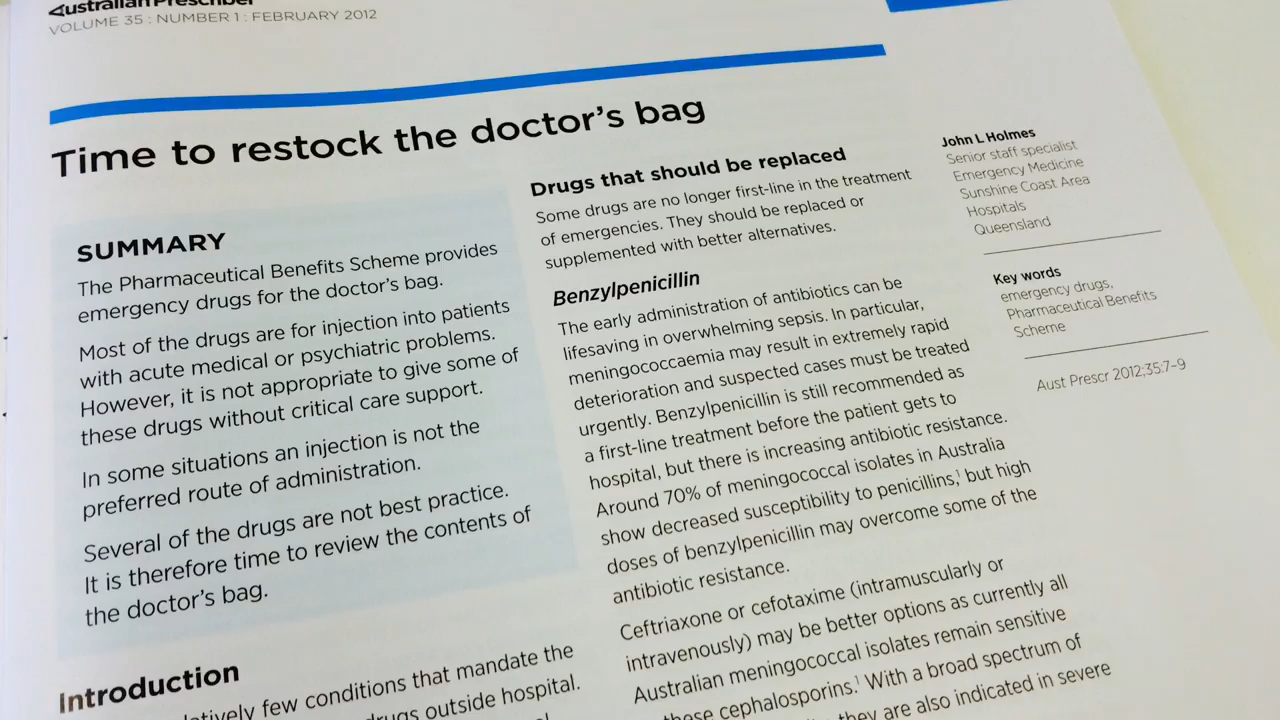 Australian Prescriber
VOLUME 35 : NUMBER 1 : FEBRUARY 2012
Time to restock the doctor's bag
SUMMARY
The Pharmaceutical Benefits Scheme provides
emergency drugs for the doctor's bag.
Most of the drugs are for injection into patients
with acute medical or psychiatric problems.
However, it is not appropriate to give some of
these drugs without critical care support.
In some situations an injection is not the
preferred route of administration.
Several of the drugs are not best practice.
It is therefore time to review the contents of
the doctor's bag.
Introduction
few conditions that mandate the
drugs outside hospital.
Drugs that should be replaced
Some drugs are no longer first-line in the treatment
of emergencies. They should be replaced or
supplemented with better alternatives.
Benzylpenicillin
The early administration of antibiotics can be
lifesaving in overwhelming sepsis. In particular,
meningococcaemia may result in extremely rapid
deterioration and suspected cases must be treated
urgently. Benzylpenicillin is still recommended as
a first-line treatment before the patient gets to
hospital, but there is increasing antibiotic resistance.
Around 70% of meningococcal isolates in Australia
show decreased susceptibility to penicillins,¹ but high
doses of benzylpenicillin may overcome some of the
antibiotic resistance.
Ceftriaxone or cefotaxime (intramuscularly or
intravenously) may be better options as currently all
Australian meningococcal isolates remain sensitive
these cephalosporins.¹ With a broad spectrum of
they are also indicated in severe
John L Holmes
Senior staff specialist
Emergency Medicine
Sunshine Coast Area
Hospitals
Queensland
Key words
emergency drugs,
Pharmaceutical Benefits
Scheme
Aust Prescr 2012;35:7–9